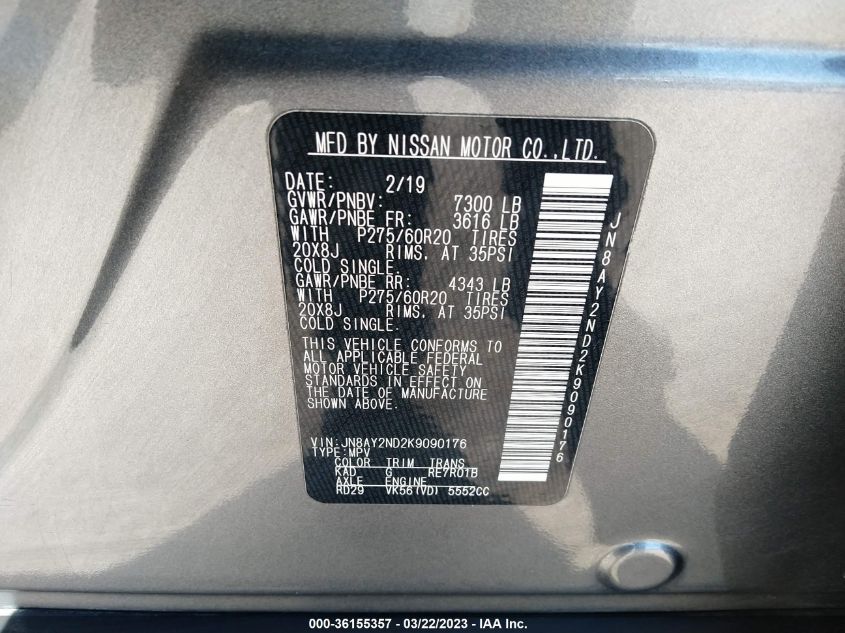 MFD BY NISSAN MOTOR CO.,LTD.
DATE: 2/19
GVWR/PNBV: 7300 LB
GAWR/PNBE FR: 3616 LB
WITH P275/60R20 TIRES
20X8J RIMS, AT 35PSI
COLD SINGLE.
GAWR/PNBE RR: 4343 LB
WITH P275/60R20 TIRES
20X8J RIMS, AT 35PSI
COLD SINGLE.
THIS VEHICLE CONFORMS TO
ALL APPLICABLE FEDERAL
MOTOR VEHICLE SAFETY
STANDARDS IN EFFECT ON
THE DATE OF MANUFACTURE
SHOWN ABOVE.
VIN:JN8AY2ND2K9090176
TYPE:MPV
COLOR TRIM TRANS
KAD G RE7R01B
AXLE ENGINE
RD29 VK56(VD) 5552CC
JN8AY2ND2K9090176
000-36155357 - 03/22/2023 - IAA Inc.